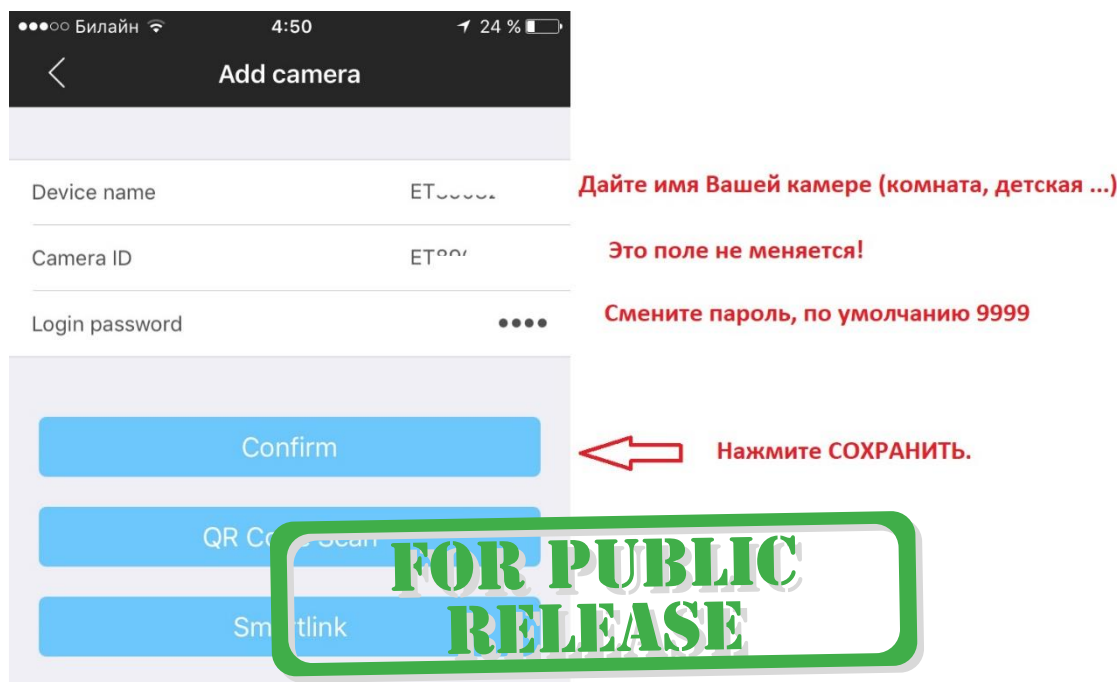 Билайн 4:50 24 %
Add camera
Device name Дайте имя Вашей камере (комната, детская ...)
Camera ID Это поле не меняется!
Login password •••• Смените пароль, по умолчанию 9999
Confirm Нажмите СОХРАНИТЬ.
QR
FOR PUBLIC
RELEASE